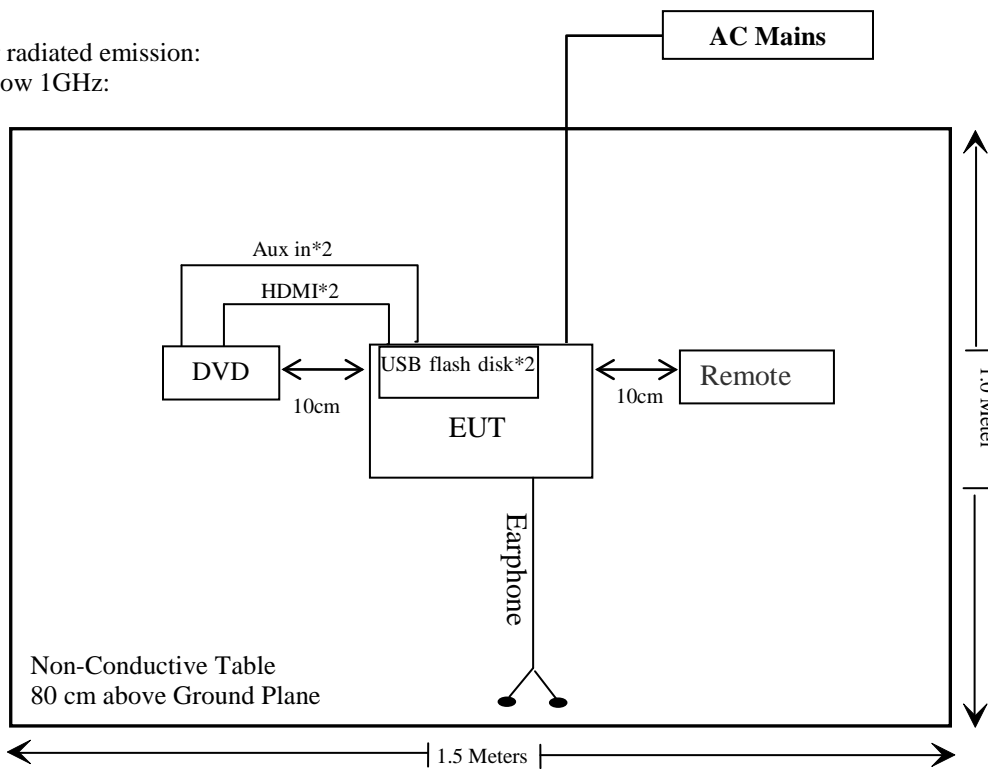 AC Mains
radiated emission:
ow 1GHz:
Aux in*2
HDMI*2
DVD
10cm
USB flash disk*2
EUT
10cm
Remote
Earphone
Non-Conductive Table
80 cm above Ground Plane
1.5 Meters